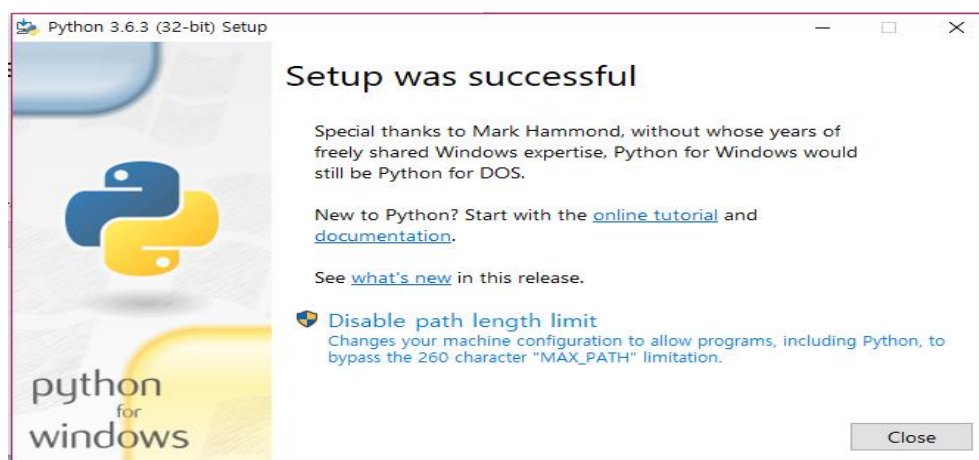 Python 3.6.3 (32-bit) Setup
Setup was successful
Special thanks to Mark Hammond, without whose years of
freely shared Windows expertise, Python for Windows would
still be Python for DOS.
New to Python? Start with the online tutorial and
documentation.
See what's new in this release.
Disable path length limit
Changes your machine configuration to allow programs, including Python, to
bypass the 260 character "MAX_PATH" limitation.
python
for
windows
Close